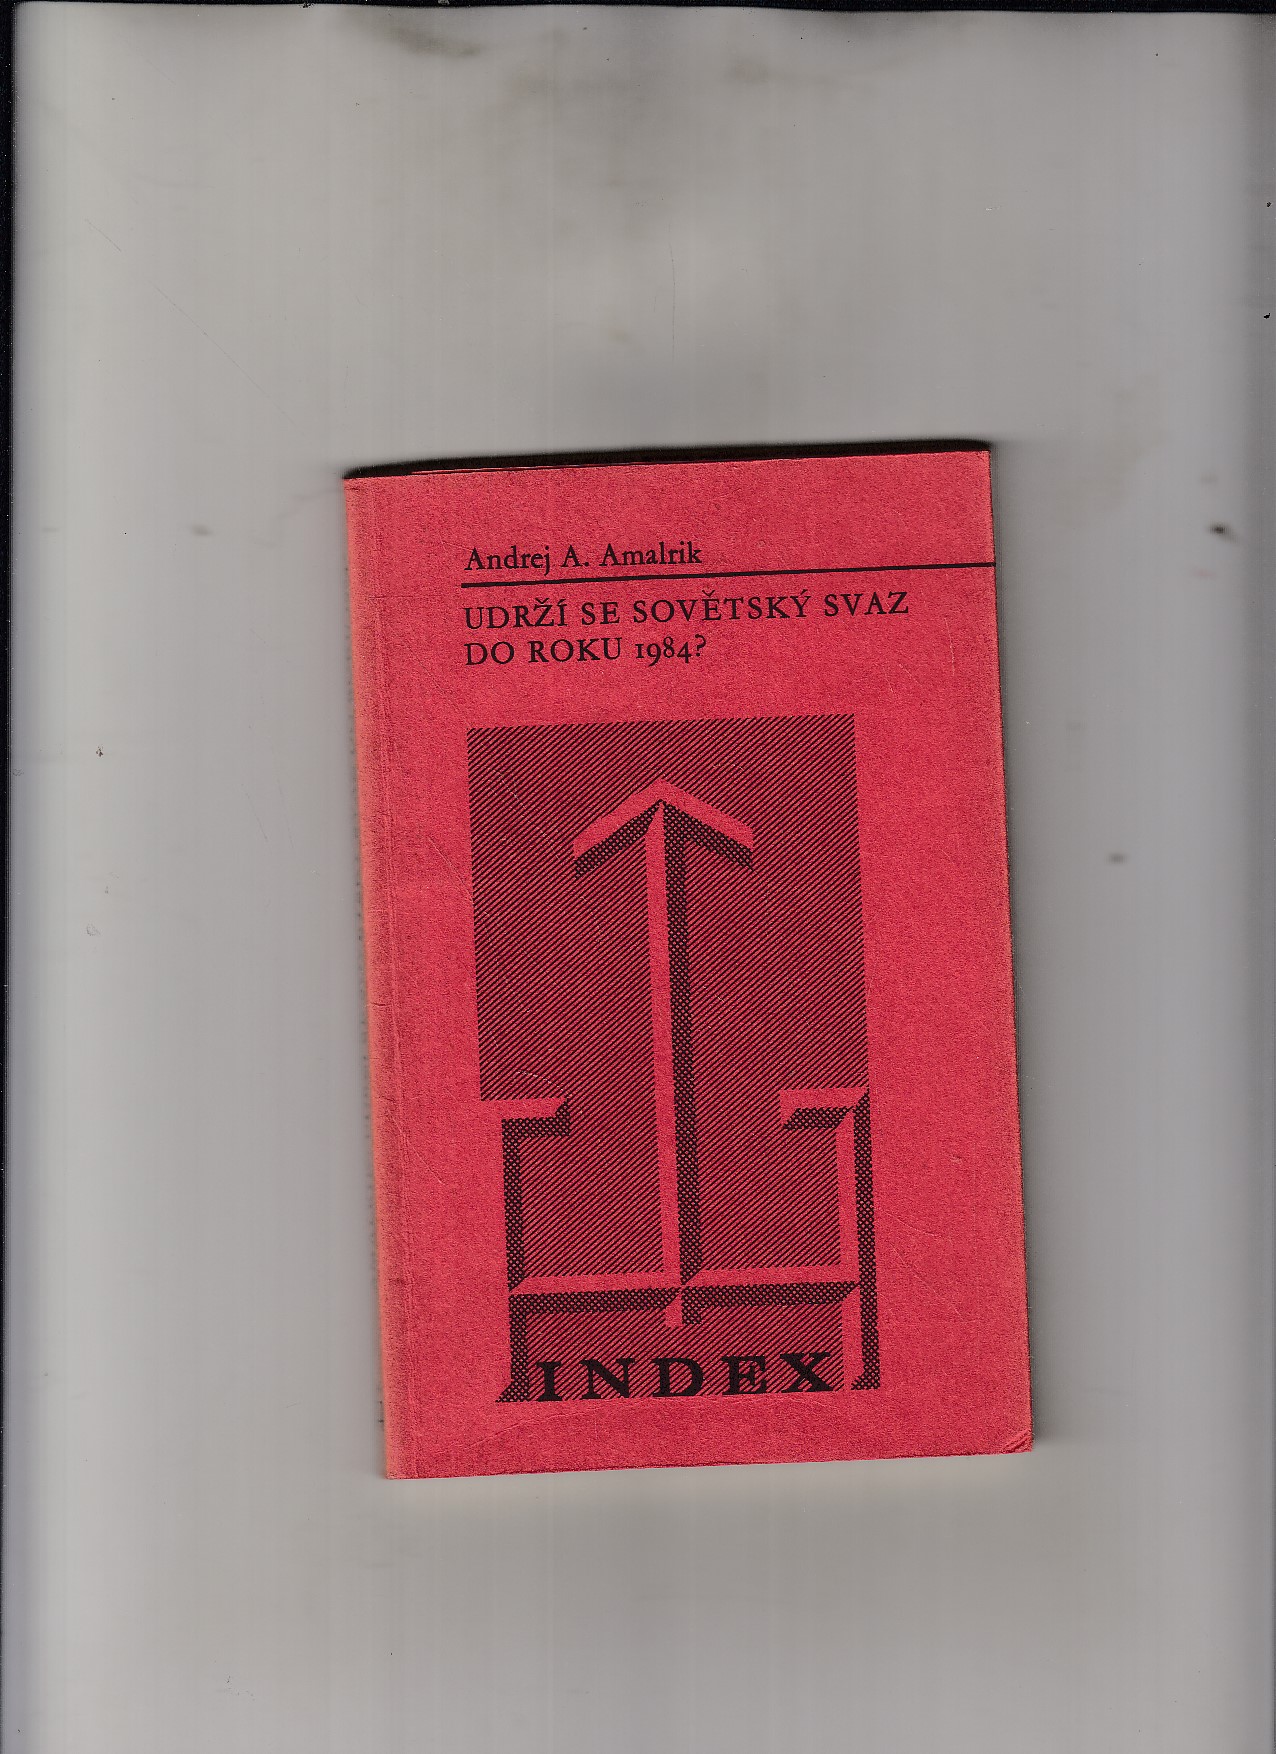 Andrej A. Amalrik
UDRŽÍ SE SOVĚTSKÝ SVAZ
DO ROKU 1984?
INDEX